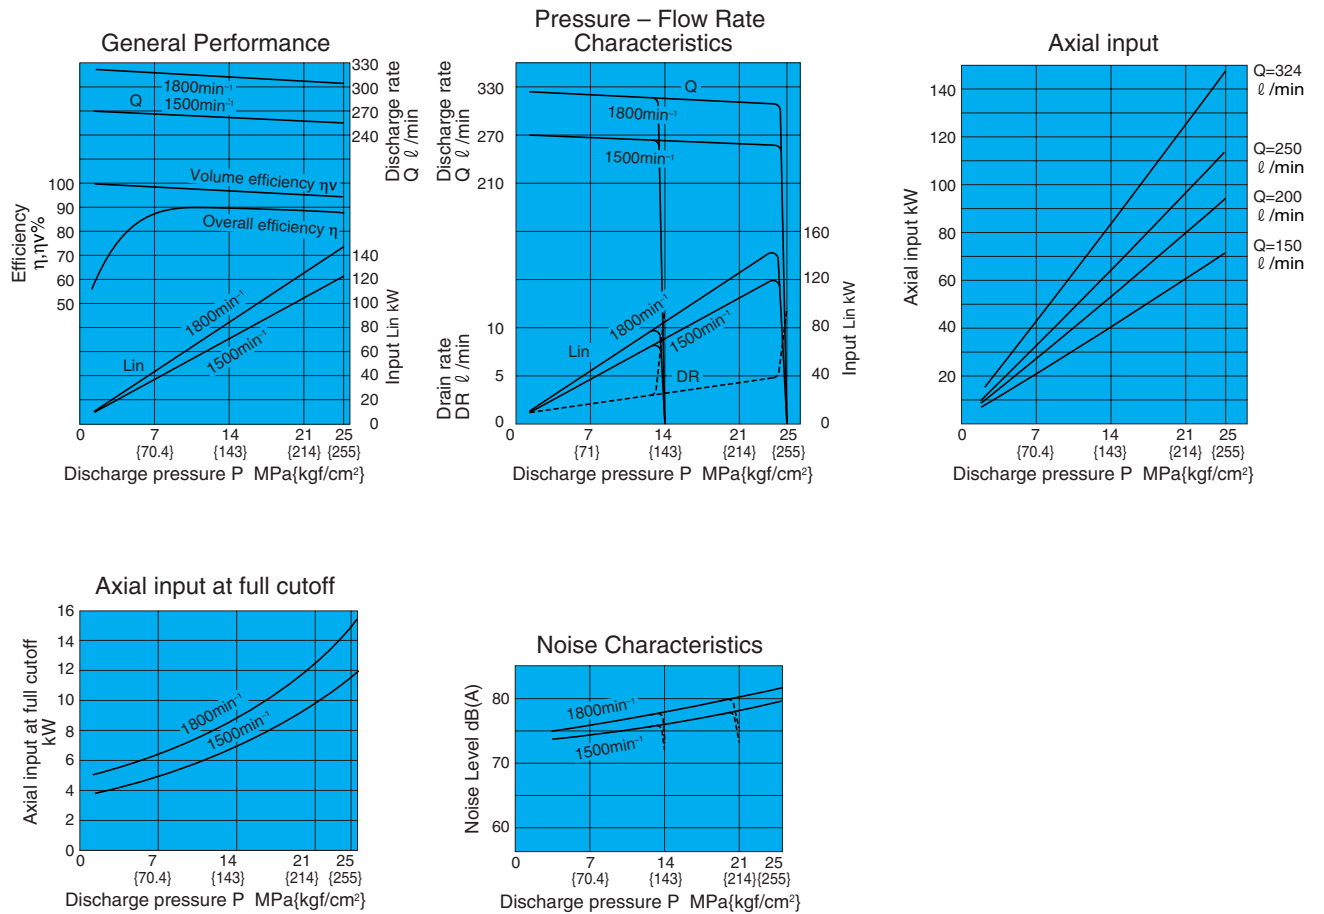 General Performance
330
300
270
240
Discharge rate
Q ℓ/min
1800min⁻¹
Q
1500min⁻¹
Volume efficiency ηv
Overall efficiency η
100
90
80
70
60
50
Efficiency
η,ηv%
140
120
100
80
60
40
20
0
Input Lin kW
1800min⁻¹
Lin
1500min⁻¹
0 7 14 21 25
{70.4} {143} {214} {255}
Discharge pressure P MPa{kgf/cm²}
Pressure – Flow Rate
Characteristics
Discharge rate
Q ℓ/min
330
270
210
Q
1800min⁻¹
1500min⁻¹
160
120
80
40
0
Input Lin kW
10
5
0
Drain rate
DR ℓ/min
1800min⁻¹
1500min⁻¹
Lin
DR
0 7 14 21 25
{71} {143} {214} {255}
Discharge pressure P MPa{kgf/cm²}
Axial input
Axial input kW
140
120
100
80
60
40
20
Q=324
ℓ/min
Q=250
ℓ/min
Q=200
ℓ/min
Q=150
ℓ/min
0 7 14 21 25
{70.4} {143} {214} {255}
Discharge pressure P MPa{kgf/cm²}
Axial input at full cutoff
Axial input at full cutoff
kW
16
14
12
10
8
6
4
2
0
1800min⁻¹
1500min⁻¹
0 7 14 21 25
{70.4} {143} {214} {255}
Discharge pressure P MPa{kgf/cm²}
Noise Characteristics
Noise Level dB(A)
80
70
60
1800min⁻¹
1500min⁻¹
0 7 14 21 25
{70.4} {143} {214} {255}
Discharge pressure P MPa{kgf/cm²}